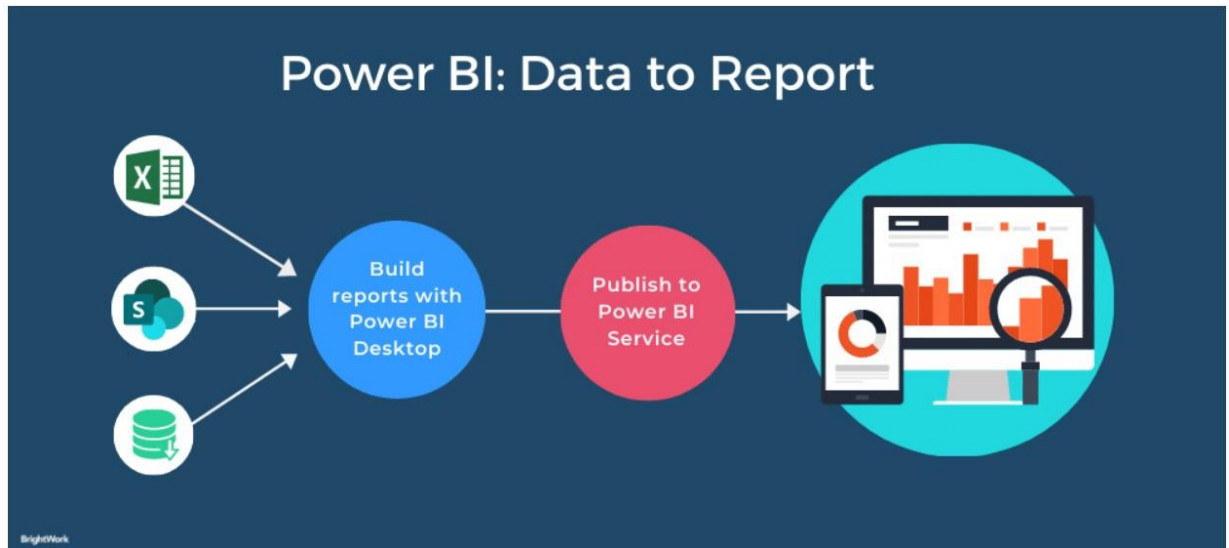 Power BI: Data to Report
X
S
Build
reports with
Power BI
Desktop
Publish to
Power BI
Service
BrightWork